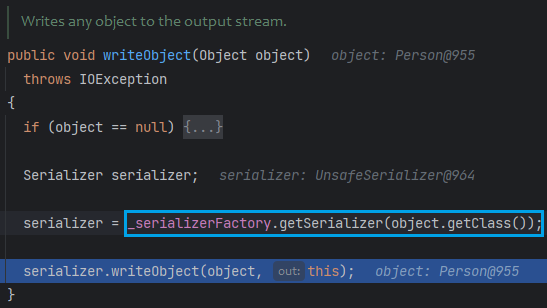 Writes any object to the output stream.
public void writeObject(Object object) object: Person@955
throws IOException
{
if (object == null) {...}
Serializer serializer; serializer: UnsafeSerializer@964
serializer = _serializerFactory.getSerializer(object.getClass());
serializer.writeObject(object, out: this); object: Person@955
}